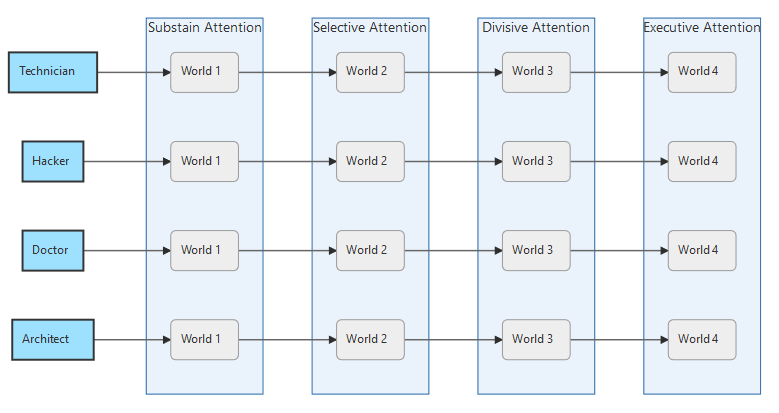 Substain Attention
Selective Attention
Divisive Attention
Executive Attention
Technician
World 1
World 2
World 3
World 4
Hacker
World 1
World 2
World 3
World 4
Doctor
World 1
World 2
World 3
World 4
Architect
World 1
World 2
World 3
World 4